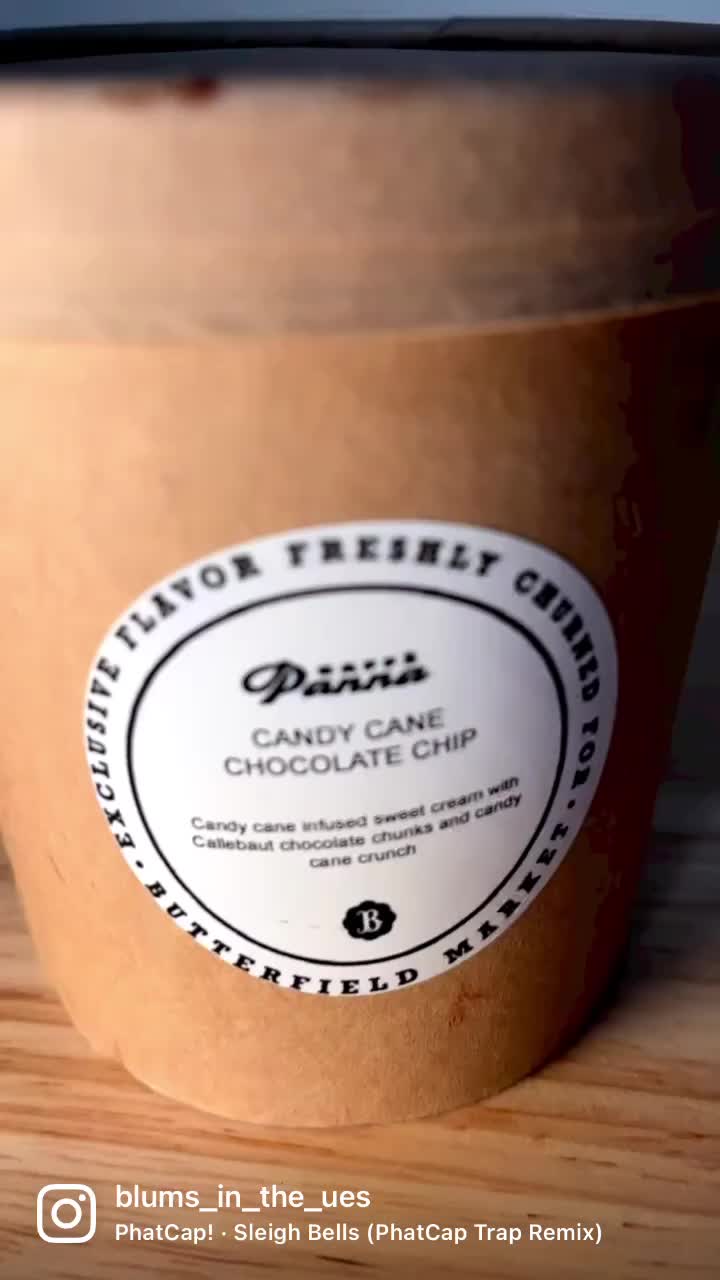 EXCLUSIVE FLAVOR FRESHLY CHURNED FOR •
Panna
CANDY CANE
CHOCOLATE CHIP
Candy cane infused sweet cream with
Callebaut chocolate chunks and candy
cane crunch
B
• BUTTERFIELD MARKET
blums_in_the_ues
PhatCap! · Sleigh Bells (PhatCap Trap Remix)